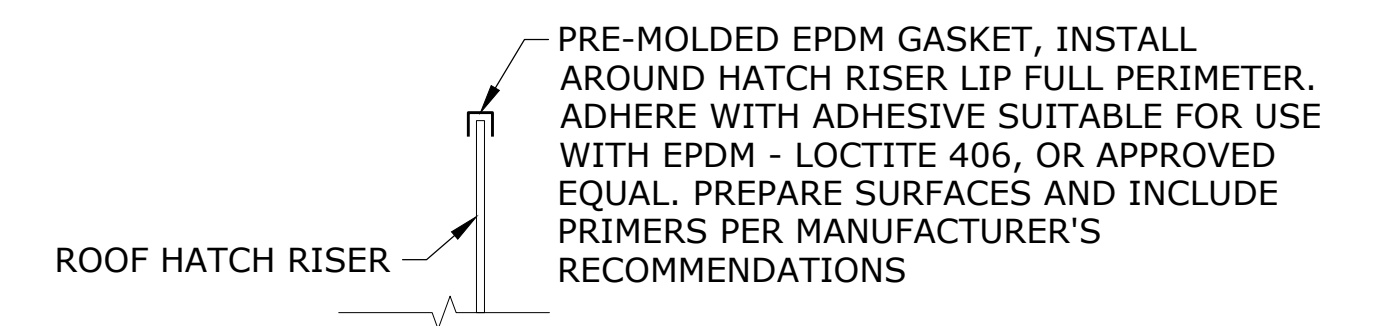 PRE-MOLDED EPDM GASKET, INSTALL
AROUND HATCH RISER LIP FULL PERIMETER.
ADHERE WITH ADHESIVE SUITABLE FOR USE
WITH EPDM - LOCTITE 406, OR APPROVED
EQUAL. PREPARE SURFACES AND INCLUDE
PRIMERS PER MANUFACTURER'S
RECOMMENDATIONS
ROOF HATCH RISER